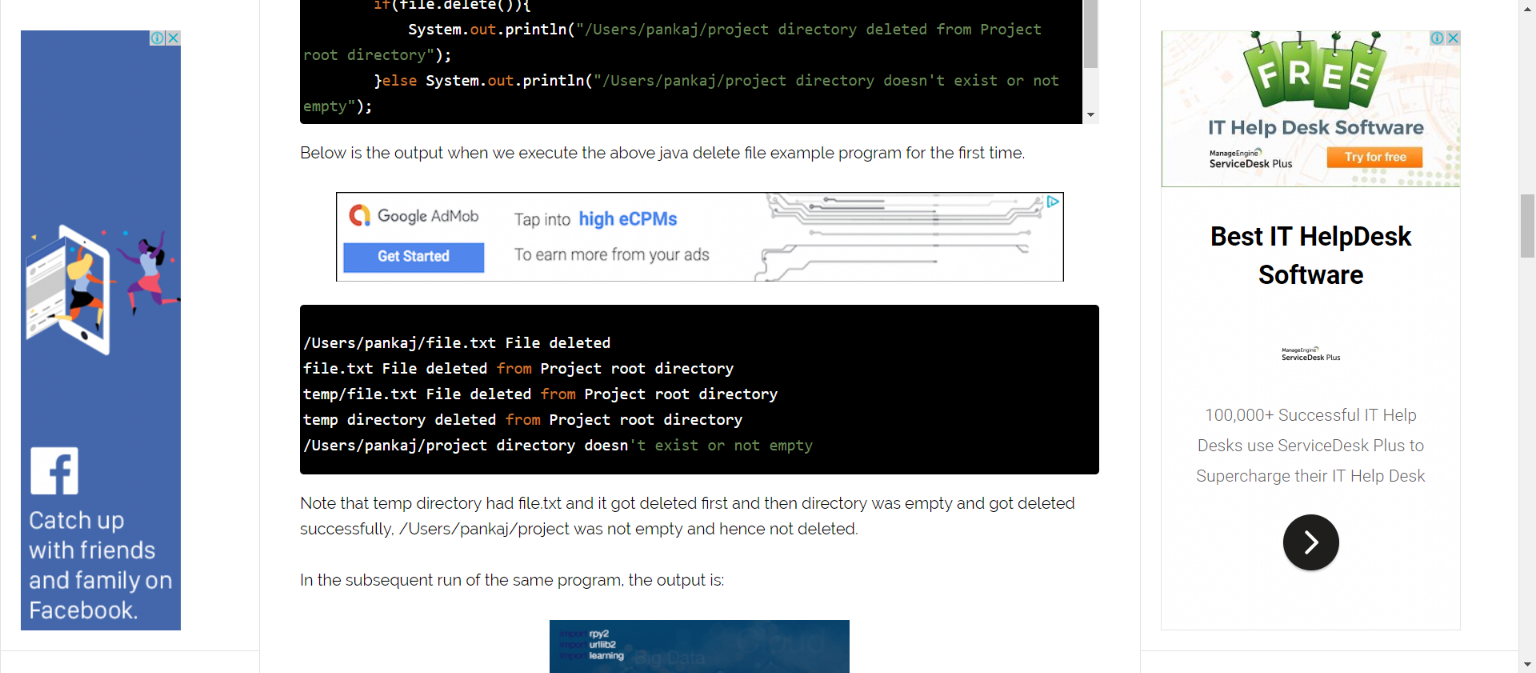 if(file.delete()){
System.out.println("/Users/pankaj/project directory deleted from Project
root directory");
}else System.out.println("/Users/pankaj/project directory doesn't exist or not
empty");
Below is the output when we execute the above java delete file example program for the first time.
Google AdMob
Get Started
Tap into high eCPMs
To earn more from your ads
/Users/pankaj/file.txt File deleted
file.txt File deleted from Project root directory
temp/file.txt File deleted from Project root directory
temp directory deleted from Project root directory
/Users/pankaj/project directory doesn't exist or not empty
Note that temp directory had file.txt and it got deleted first and then directory was empty and got deleted
successfully, /Users/pankaj/project was not empty and hence not deleted.
In the subsequent run of the same program, the output is:
import rpy2
import urllib2
import learning
Big Data
Catch up
with friends
and family on
Facebook.
FREE
IT Help Desk Software
ManageEngine
ServiceDesk Plus
Try for free
Best IT HelpDesk
Software
ManageEngine
ServiceDesk Plus
100,000+ Successful IT Help
Desks use ServiceDesk Plus to
Supercharge their IT Help Desk